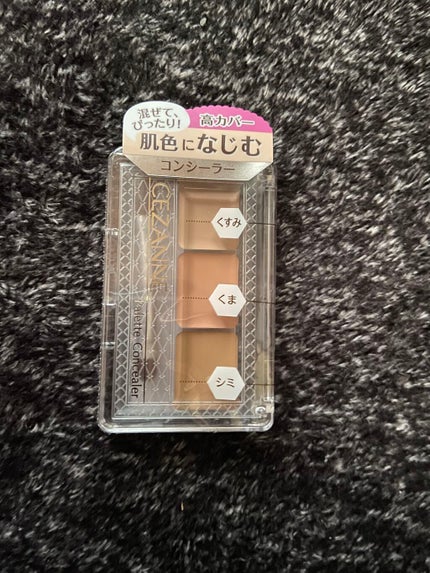 混ぜて、
ぴったり!
高カバー
肌色になじむ
コンシーラー
CEZANNE
Palette Concealer
くすみ
くま
シミ